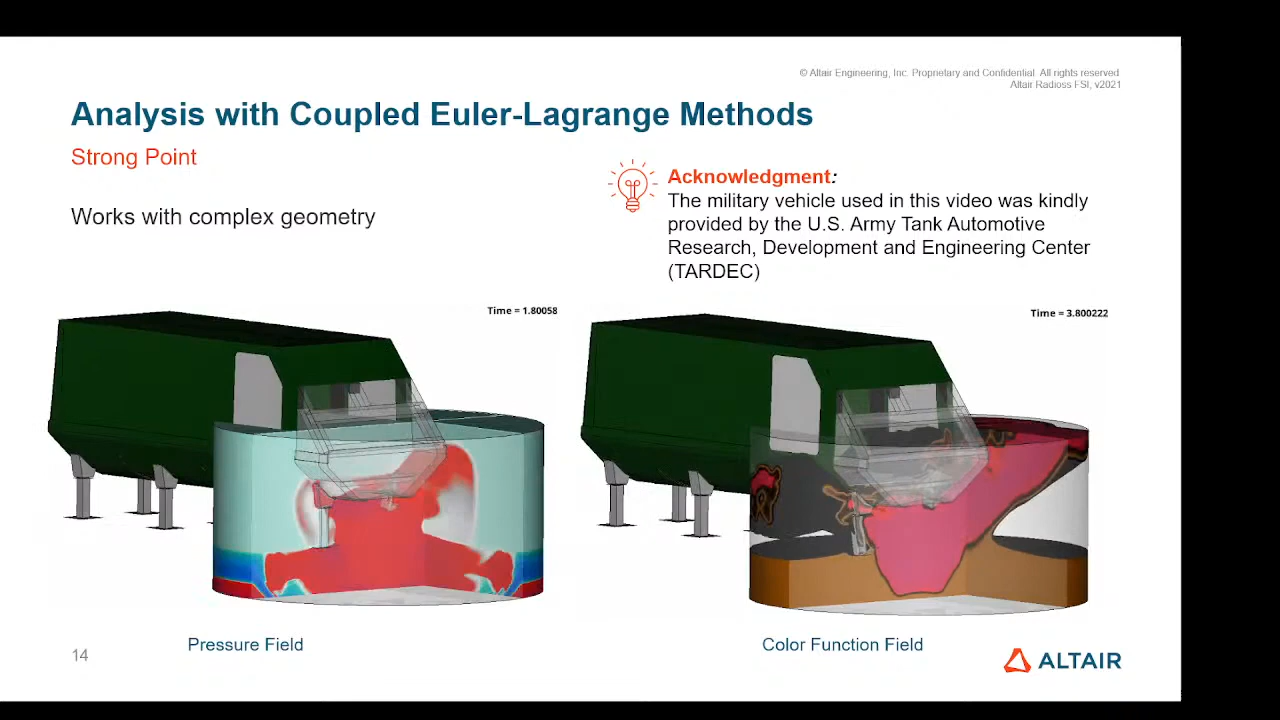 © Altair Engineering, Inc. Proprietary and Confidential. All rights reserved.
Altair Radioss FSI, v2021
Analysis with Coupled Euler-Lagrange Methods
Strong Point
Works with complex geometry
Acknowledgment:
The military vehicle used in this video was kindly
provided by the U.S. Army Tank Automotive
Research, Development and Engineering Center
(TARDEC)
Time = 1.80058
Time = 3.800222
Pressure Field
Color Function Field
14
ALTAIR